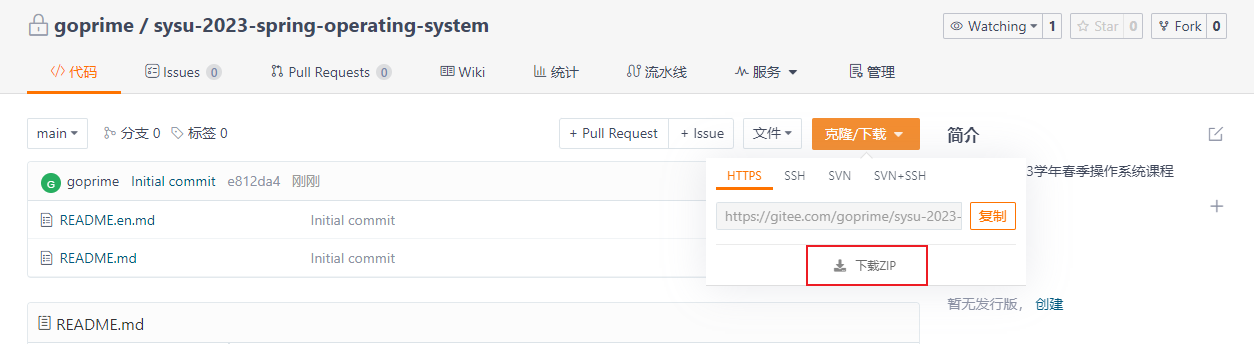 goprime / sysu-2023-spring-operating-system
Watching 1 Star 0 Fork 0
代码 Issues 0 Pull Requests 0 Wiki 统计 流水线 服务 管理
main 分支 0 标签 0 + Pull Request + Issue 文件 克隆/下载 简介
HTTPS SSH SVN SVN+SSH
3学年春季操作系统课程
G goprime Initial commit e812da4 刚刚
https://gitee.com/goprime/sysu-2023- 复制
README.en.md Initial commit
README.md Initial commit
下载ZIP
暂无发行版， 创建
README.md